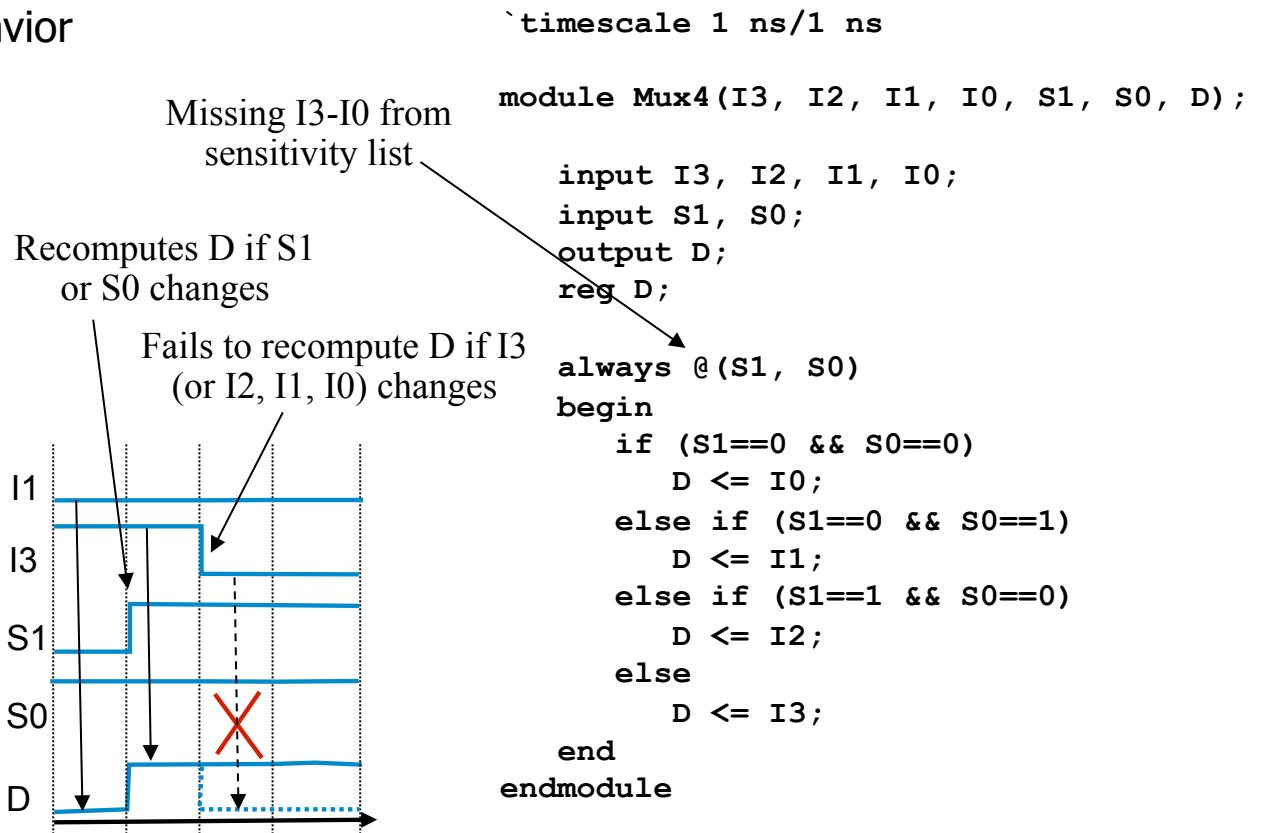 avior
Missing I3-I0 from
sensitivity list
Recomputes D if S1
or S0 changes
Fails to recompute D if I3
(or I2, I1, I0) changes
I1
I3
S1
S0
D
`timescale 1 ns/1 ns
module Mux4(I3, I2, I1, I0, S1, S0, D);
input I3, I2, I1, I0;
input S1, S0;
output D;
reg D;
always @(S1, S0)
begin
if (S1==0 && S0==0)
D <= I0;
else if (S1==0 && S0==1)
D <= I1;
else if (S1==1 && S0==0)
D <= I2;
else
D <= I3;
end
endmodule